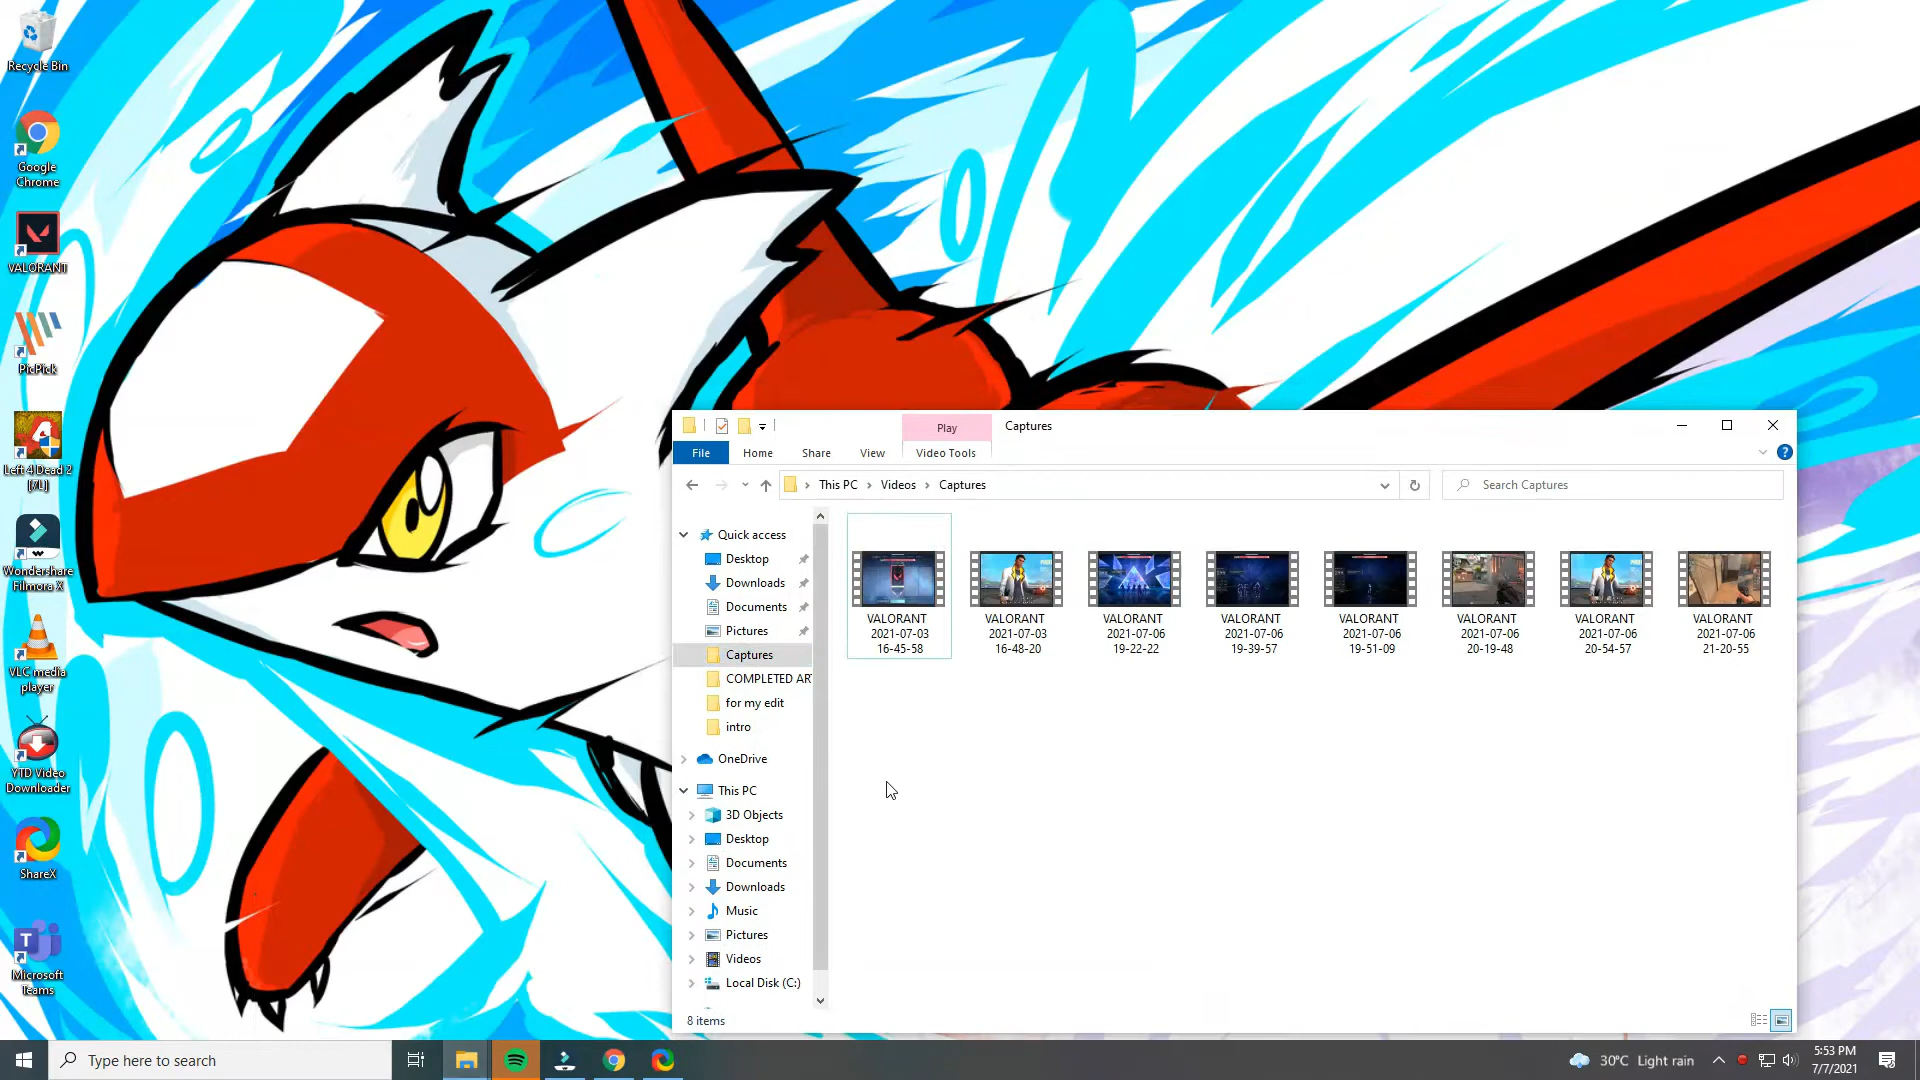 Recycle Bin
Google
Chrome
VALORANT
PicPick
Left 4 Dead 2
[7L]
Wondershare
Filmora X
VLC media
player
YTD Video
Downloader
ShareX
Microsoft
Teams
Play
Captures
File
Home
Share
View
Video Tools
This PC
Videos
Captures
Search Captures
Quick access
Desktop
Downloads
Documents
Pictures
Captures
COMPLETED AR
for my edit
intro
OneDrive
This PC
3D Objects
Desktop
Documents
Downloads
Music
Pictures
Videos
Local Disk (C:)
VALORANT
2021-07-03
16-45-58
VALORANT
2021-07-03
16-48-20
VALORANT
2021-07-06
19-22-22
VALORANT
2021-07-06
19-39-57
VALORANT
2021-07-06
19-51-09
VALORANT
2021-07-06
20-19-48
VALORANT
2021-07-06
20-54-57
VALORANT
2021-07-06
21-20-55
8 items
Type here to search
30°C Light rain
5:53 PM
7/7/2021